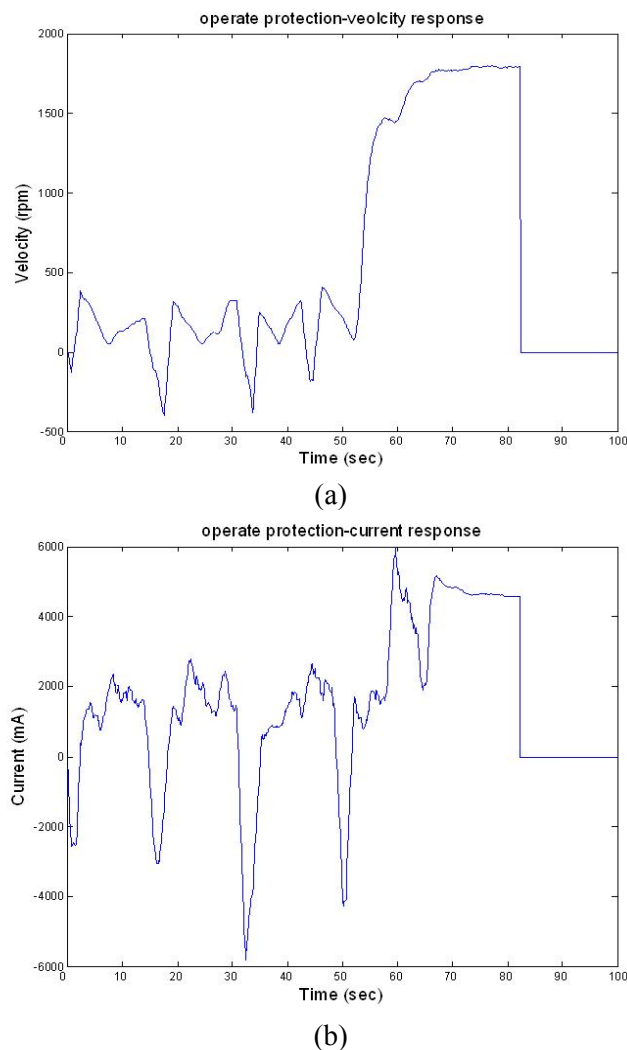 operate protection-veolcity response
Velocity (rpm)
2000
1500
1000
500
0
-500
0 10 20 30 40 50 60 70 80 90 100
Time (sec)
(a)
operate protection-current response
Current (mA)
6000
4000
2000
0
-2000
-4000
-6000
0 10 20 30 40 50 60 70 80 90 100
Time (sec)
(b)